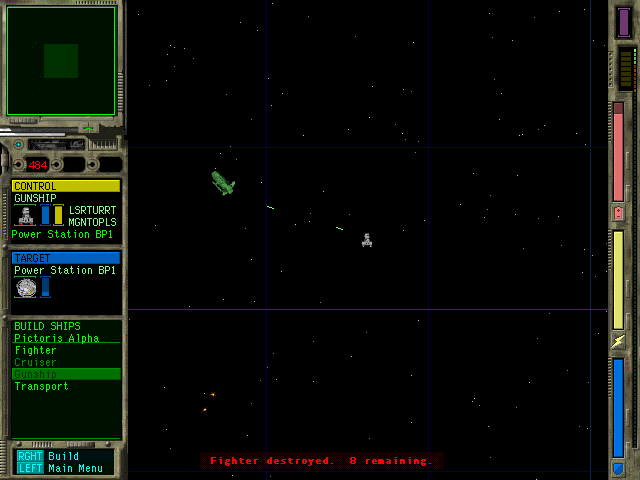 484
CONTROL
GUNSHIP
LSRTURRT
MGNTOPLS
Power Station BP1
TARGET
Power Station BP1
BUILD SHIPS
Pictoris Alpha
Fighter
Cruiser
Gunship
Transport
RGHT Build
LEFT Main Menu
Fighter destroyed. 8 remaining.